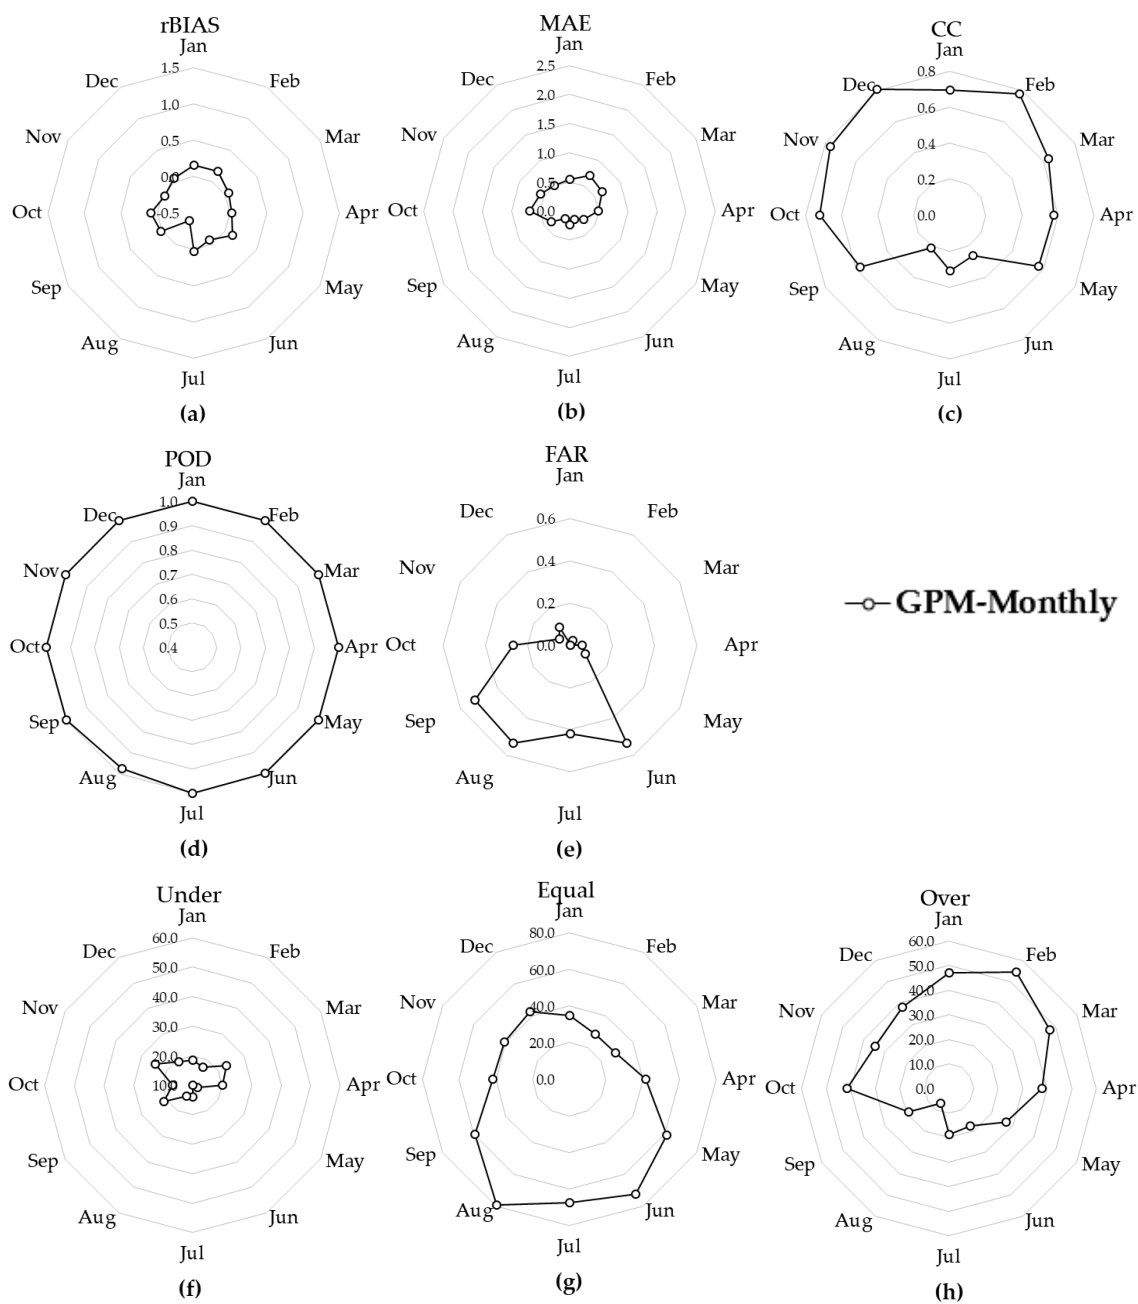 rBIAS
Jan
Feb
Mar
Apr
May
Jun
Jul
Aug
Sep
Oct
Nov
Dec
1.5
1.0
0.5
0.0
-0.5
(a)
MAE
Jan
Feb
Mar
Apr
May
Jun
Jul
Aug
Sep
Oct
Nov
Dec
2.5
2.0
1.5
1.0
0.5
0.0
(b)
CC
Jan
Feb
Mar
Apr
May
Jun
Jul
Aug
Sep
Oct
Nov
Dec
0.8
0.6
0.4
0.2
0.0
(c)
POD
Jan
Feb
Mar
Apr
May
Jun
Jul
Aug
Sep
Oct
Nov
Dec
1.0
0.9
0.8
0.7
0.6
0.5
0.4
(d)
FAR
Jan
Feb
Mar
Apr
May
Jun
Jul
Aug
Sep
Oct
Nov
Dec
0.6
0.4
0.2
0.0
(e)
GPM-Monthly
Under
Jan
Feb
Mar
Apr
May
Jun
Jul
Aug
Sep
Oct
Nov
Dec
60.0
50.0
40.0
30.0
20.0
10.0
(f)
Equal
Jan
Feb
Mar
Apr
May
Jun
Jul
Aug
Sep
Oct
Nov
Dec
80.0
60.0
40.0
20.0
0.0
(g)
Over
Jan
Feb
Mar
Apr
May
Jun
Jul
Aug
Sep
Oct
Nov
Dec
60.0
50.0
40.0
30.0
20.0
10.0
0.0
(h)